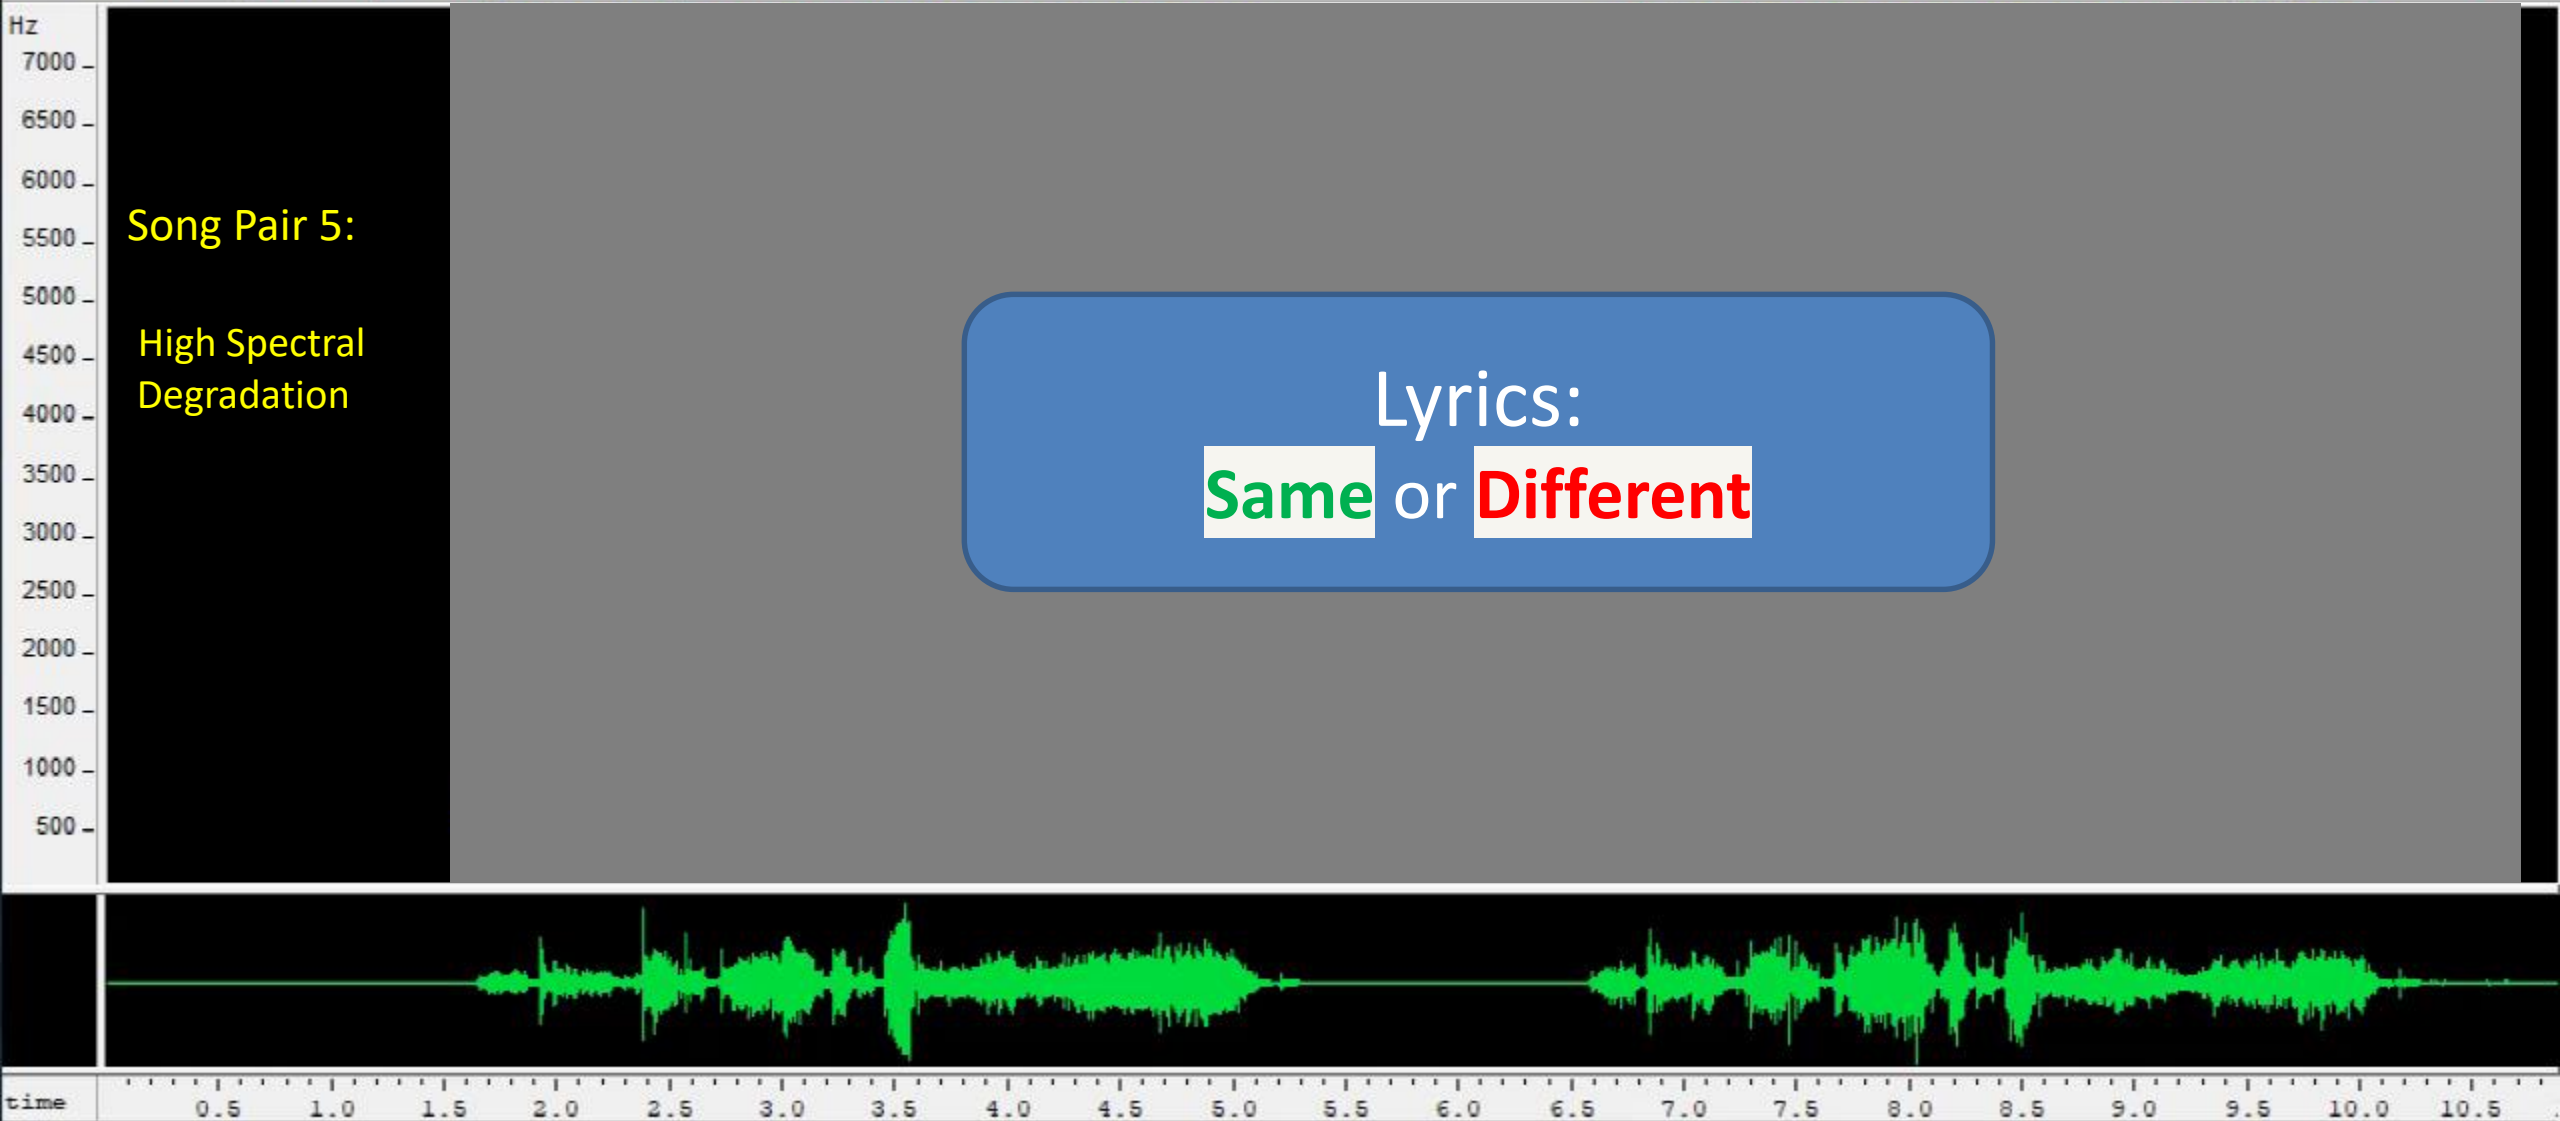 Hz
7000
6500
6000
5500
5000
4500
4000
3500
3000
2500
2000
1500
1000
500
Song Pair 5:
High Spectral
Degradation
Lyrics:
Same or Different
time 0.5 1.0 1.5 2.0 2.5 3.0 3.5 4.0 4.5 5.0 5.5 6.0 6.5 7.0 7.5 8.0 8.5 9.0 9.5 10.0 10.5